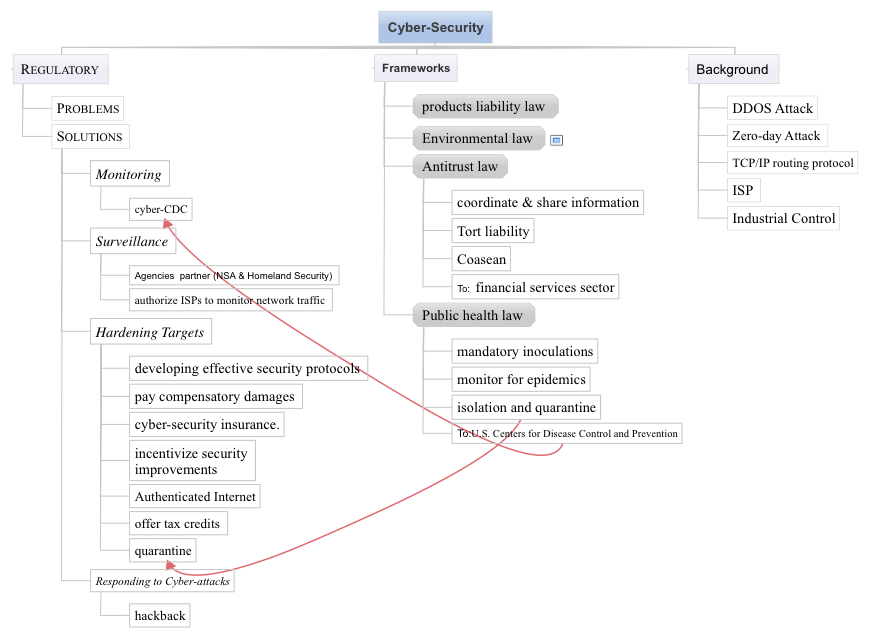 Cyber-Security
REGULATORY
PROBLEMS
SOLUTIONS
Monitoring
cyber-CDC
Surveillance
Agencies partner (NSA & Homeland Security)
authorize ISPs to monitor network traffic
Hardening Targets
developing effective security protocols
pay compensatory damages
cyber-security insurance.
incentivize security
improvements
Authenticated Internet
offer tax credits
quarantine
Responding to Cyber-attacks
hackback
Frameworks
products liability law
Environmental law
Antitrust law
coordinate & share information
Tort liability
Coasean
To: financial services sector
Public health law
mandatory inoculations
monitor for epidemics
isolation and quarantine
To:U.S. Centers for Disease Control and Prevention
Background
DDOS Attack
Zero-day Attack
TCP/IP routing protocol
ISP
Industrial Control